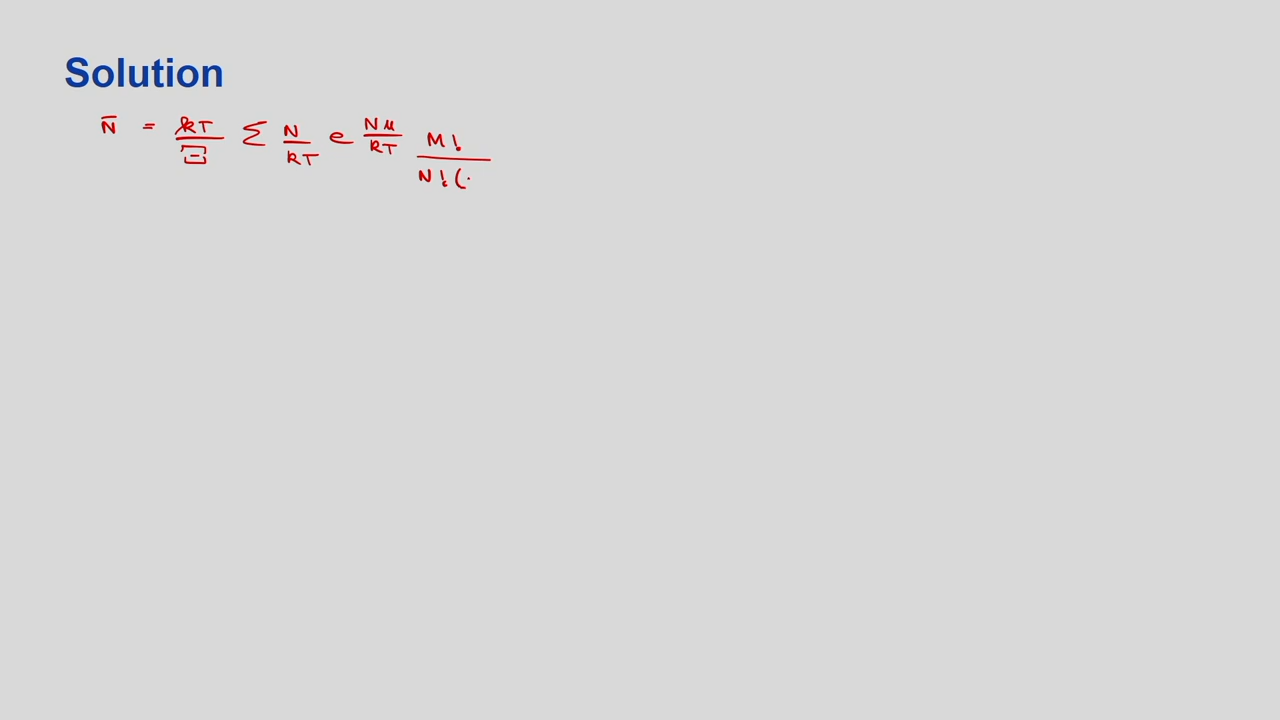 Solution
N̄ = kT/Ξ Σ N/kT e^(Nμ/kT) M!/N!(